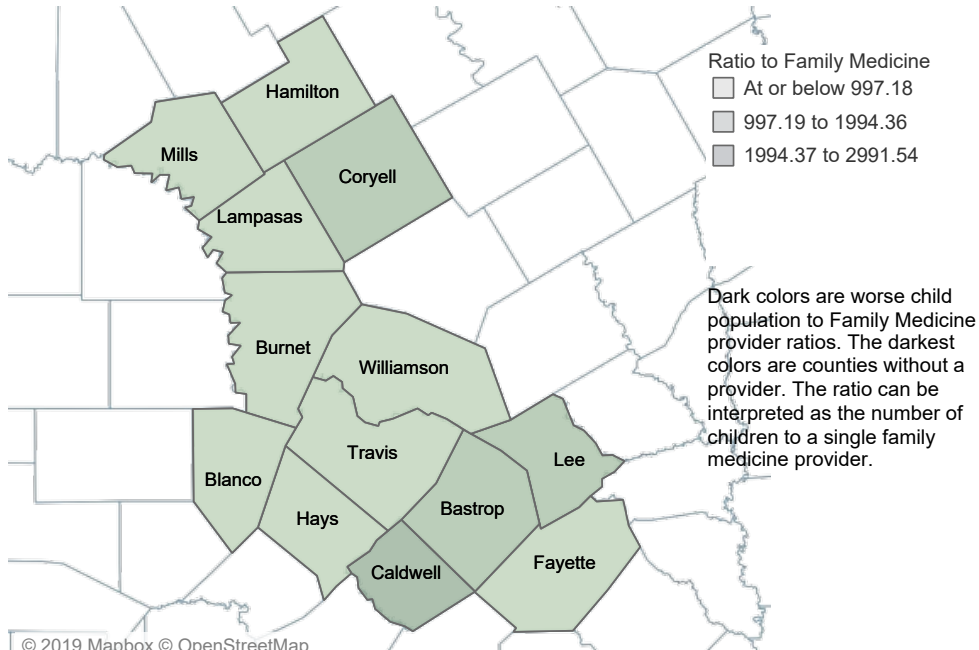 Hamilton
Mills
Coryell
Lampasas
Burnet
Williamson
Travis
Lee
Blanco
Bastrop
Hays
Fayette
Caldwell
Ratio to Family Medicine
At or below 997.18
997.19 to 1994.36
1994.37 to 2991.54
Dark colors are worse child
population to Family Medicine
provider ratios. The darkest
colors are counties without a
provider. The ratio can be
interpreted as the number of
children to a single family
medicine provider.
© 2019 Mapbox © OpenStreetMap